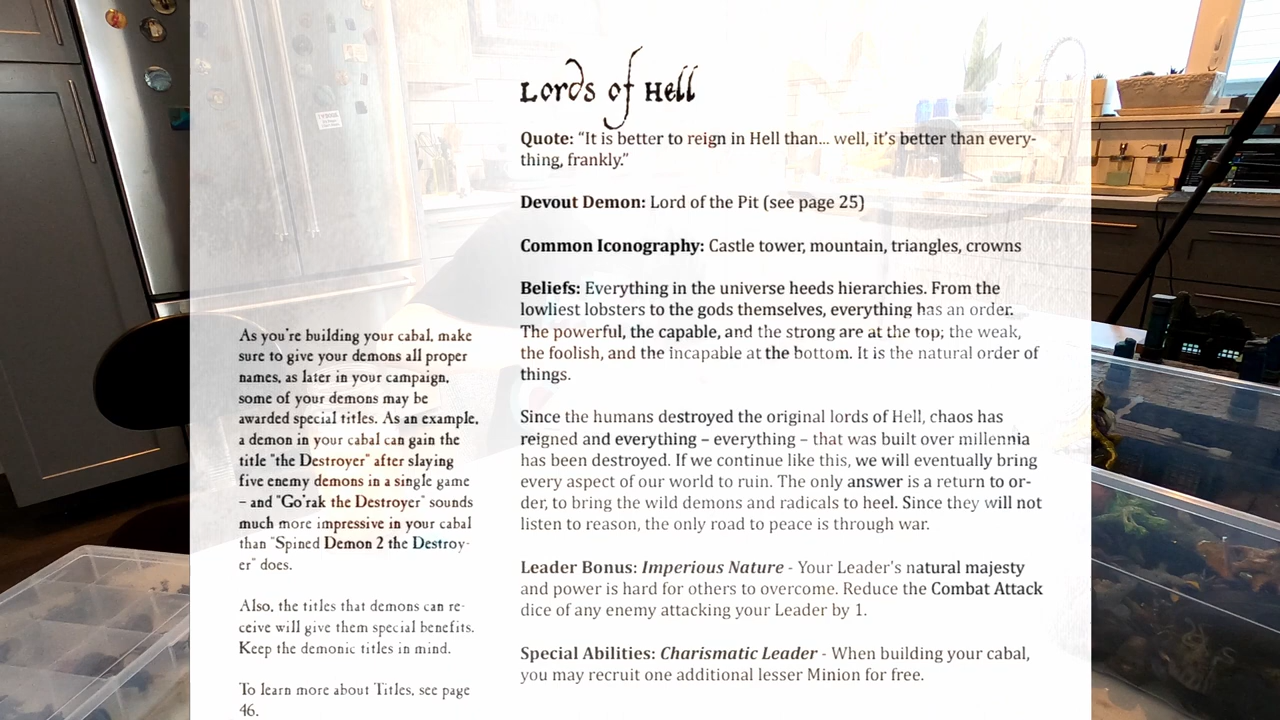 As you're building your cabal, make
sure to give your demons all proper
names, as later in your campaign,
some of your demons may be
awarded special titles. As an example,
a demon in your cabal can gain the
title "the Destroyer" after slaying
five enemy demons in a single game
– and "Go'rak the Destroyer" sounds
much more impressive in your cabal
than "Spined Demon 2 the Destroy-
er" does.
Also, the titles that demons can re-
ceive will give them special benefits.
Keep the demonic titles in mind.
To learn more about Titles, see page
46.
Lords of Hell
Quote: “It is better to reign in Hell than... well, it’s better than every-
thing, frankly.”
Devout Demon: Lord of the Pit (see page 25)
Common Iconography: Castle tower, mountain, triangles, crowns
Beliefs: Everything in the universe heeds hierarchies. From the
lowliest lobsters to the gods themselves, everything has an order.
The powerful, the capable, and the strong are at the top; the weak,
the foolish, and the incapable at the bottom. It is the natural order of
things.
Since the humans destroyed the original lords of Hell, chaos has
reigned and everything – everything – that was built over millennia
has been destroyed. If we continue like this, we will eventually bring
every aspect of our world to ruin. The only answer is a return to or-
der, to bring the wild demons and radicals to heel. Since they will not
listen to reason, the only road to peace is through war.
Leader Bonus: Imperious Nature - Your Leader’s natural majesty
and power is hard for others to overcome. Reduce the Combat Attack
dice of any enemy attacking your Leader by 1.
Special Abilities: Charismatic Leader - When building your cabal,
you may recruit one additional lesser Minion for free.